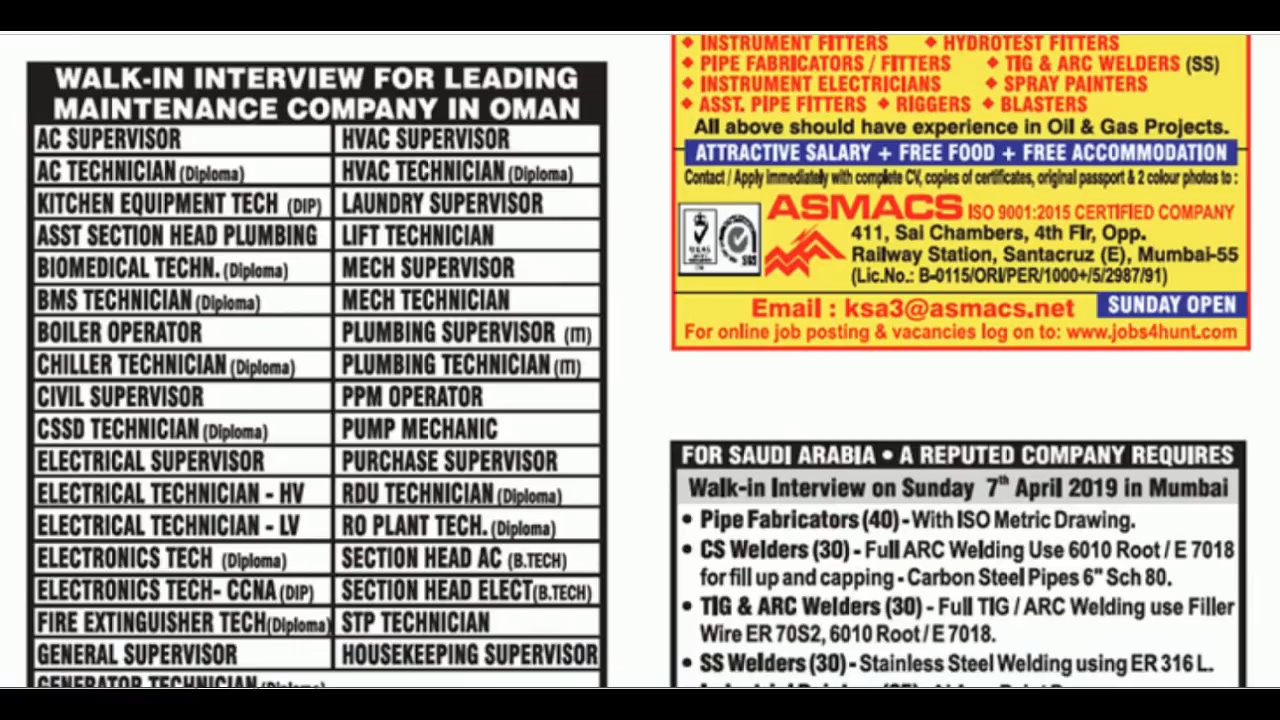 WALK-IN INTERVIEW FOR LEADING
MAINTENANCE COMPANY IN OMAN
AC SUPERVISOR HVAC SUPERVISOR
AC TECHNICIAN (Diploma) HVAC TECHNICIAN (Diploma)
KITCHEN EQUIPMENT TECH (DIP) LAUNDRY SUPERVISOR
ASST SECTION HEAD PLUMBING LIFT TECHNICIAN
BIOMEDICAL TECHN. (Diploma) MECH SUPERVISOR
BMS TECHNICIAN (Diploma) MECH TECHNICIAN
BOILER OPERATOR PLUMBING SUPERVISOR (ITI)
CHILLER TECHNICIAN (Diploma) PLUMBING TECHNICIAN (ITI)
CIVIL SUPERVISOR PPM OPERATOR
CSSD TECHNICIAN (Diploma) PUMP MECHANIC
ELECTRICAL SUPERVISOR PURCHASE SUPERVISOR
ELECTRICAL TECHNICIAN - HV RDU TECHNICIAN (Diploma)
ELECTRICAL TECHNICIAN - LV RO PLANT TECH. (Diploma)
ELECTRONICS TECH (Diploma) SECTION HEAD AC (B.TECH)
ELECTRONICS TECH- CCNA (DIP) SECTION HEAD ELECT(B.TECH)
FIRE EXTINGUISHER TECH(Diploma) STP TECHNICIAN
GENERAL SUPERVISOR HOUSEKEEPING SUPERVISOR
GENERATOR TECHNICIAN (Diploma)
❖ INSTRUMENT FITTERS ❖ HYDROTEST FITTERS
❖ PIPE FABRICATORS / FITTERS ❖ TIG & ARC WELDERS (SS)
❖ INSTRUMENT ELECTRICIANS ❖ SPRAY PAINTERS
❖ ASST. PIPE FITTERS ❖ RIGGERS ❖ BLASTERS
All above should have experience in Oil & Gas Projects.
ATTRACTIVE SALARY + FREE FOOD + FREE ACCOMMODATION
Contact / Apply immediately with complete CV, copies of certificates, original passport & 2 colour photos to :
ASMACS ISO 9001:2015 CERTIFIED COMPANY
411, Sai Chambers, 4th Flr, Opp.
Railway Station, Santacruz (E), Mumbai-55
(Lic.No.: B-0115/ORI/PER/1000+/5/2987/91)
SGS
Email : ksa3@asmacs.net SUNDAY OPEN
For online job posting & vacancies log on to: www.jobs4hunt.com
FOR SAUDI ARABIA • A REPUTED COMPANY REQUIRES
Walk-in Interview on Sunday 7th April 2019 in Mumbai
• Pipe Fabricators (40) - With ISO Metric Drawing.
• CS Welders (30) - Full ARC Welding Use 6010 Root / E 7018
for fill up and capping - Carbon Steel Pipes 6" Sch 80.
• TIG & ARC Welders (30) - Full TIG / ARC Welding use Filler
Wire ER 70S2, 6010 Root / E 7018.
• SS Welders (30) - Stainless Steel Welding using ER 316 L.